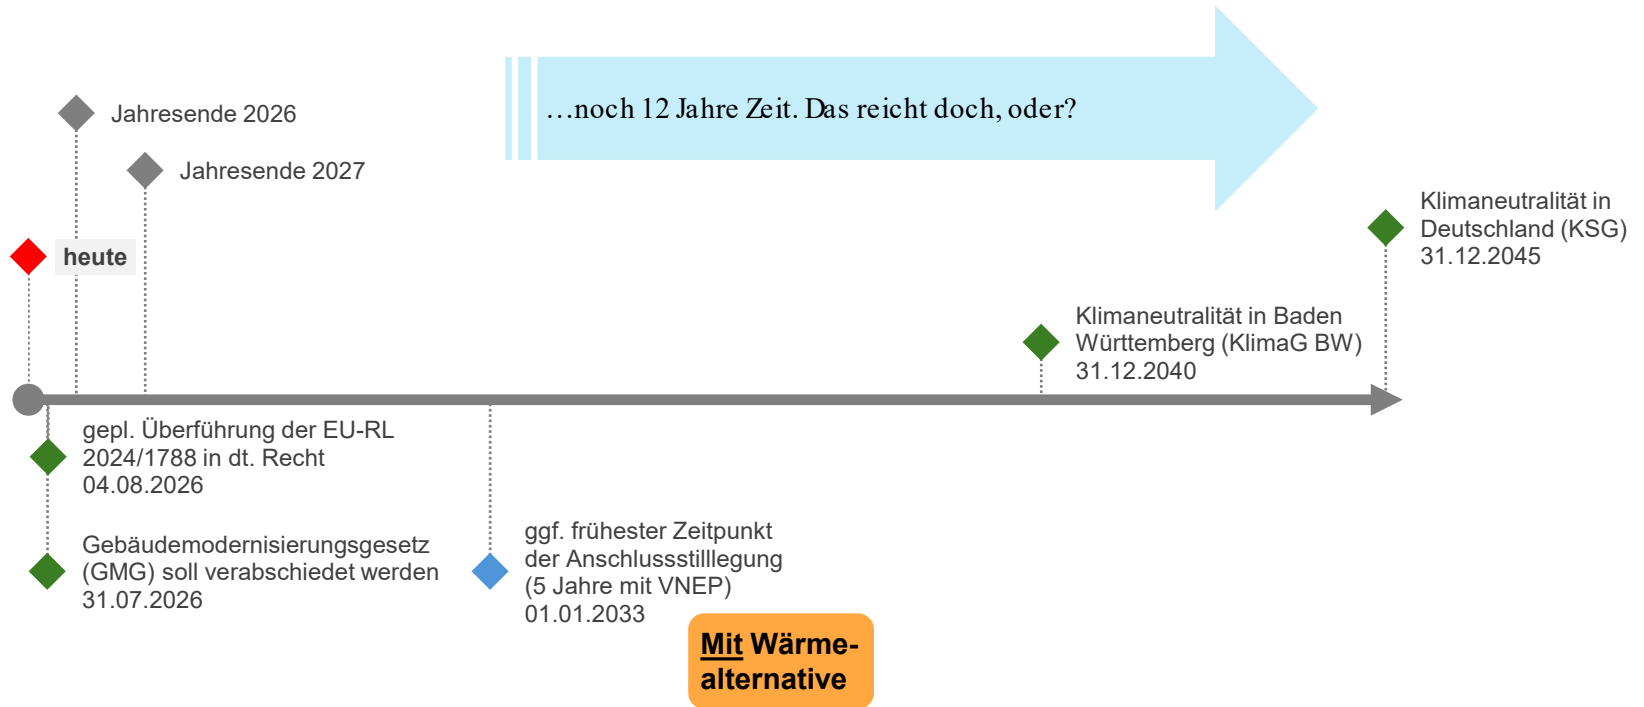 …noch 12 Jahre Zeit. Das reicht doch, oder?
Jahresende 2026
Jahresende 2027
heute
Klimaneutralität in
Deutschland (KSG)
31.12.2045
Klimaneutralität in Baden
Württemberg (KlimaG BW)
31.12.2040
gepl. Überführung der EU-RL
2024/1788 in dt. Recht
04.08.2026
Gebäudemodernisierungsgesetz
(GMG) soll verabschiedet werden
31.07.2026
ggf. frühester Zeitpunkt
der Anschlussstilllegung
(5 Jahre mit VNEP)
01.01.2033
Mit Wärme-
alternative